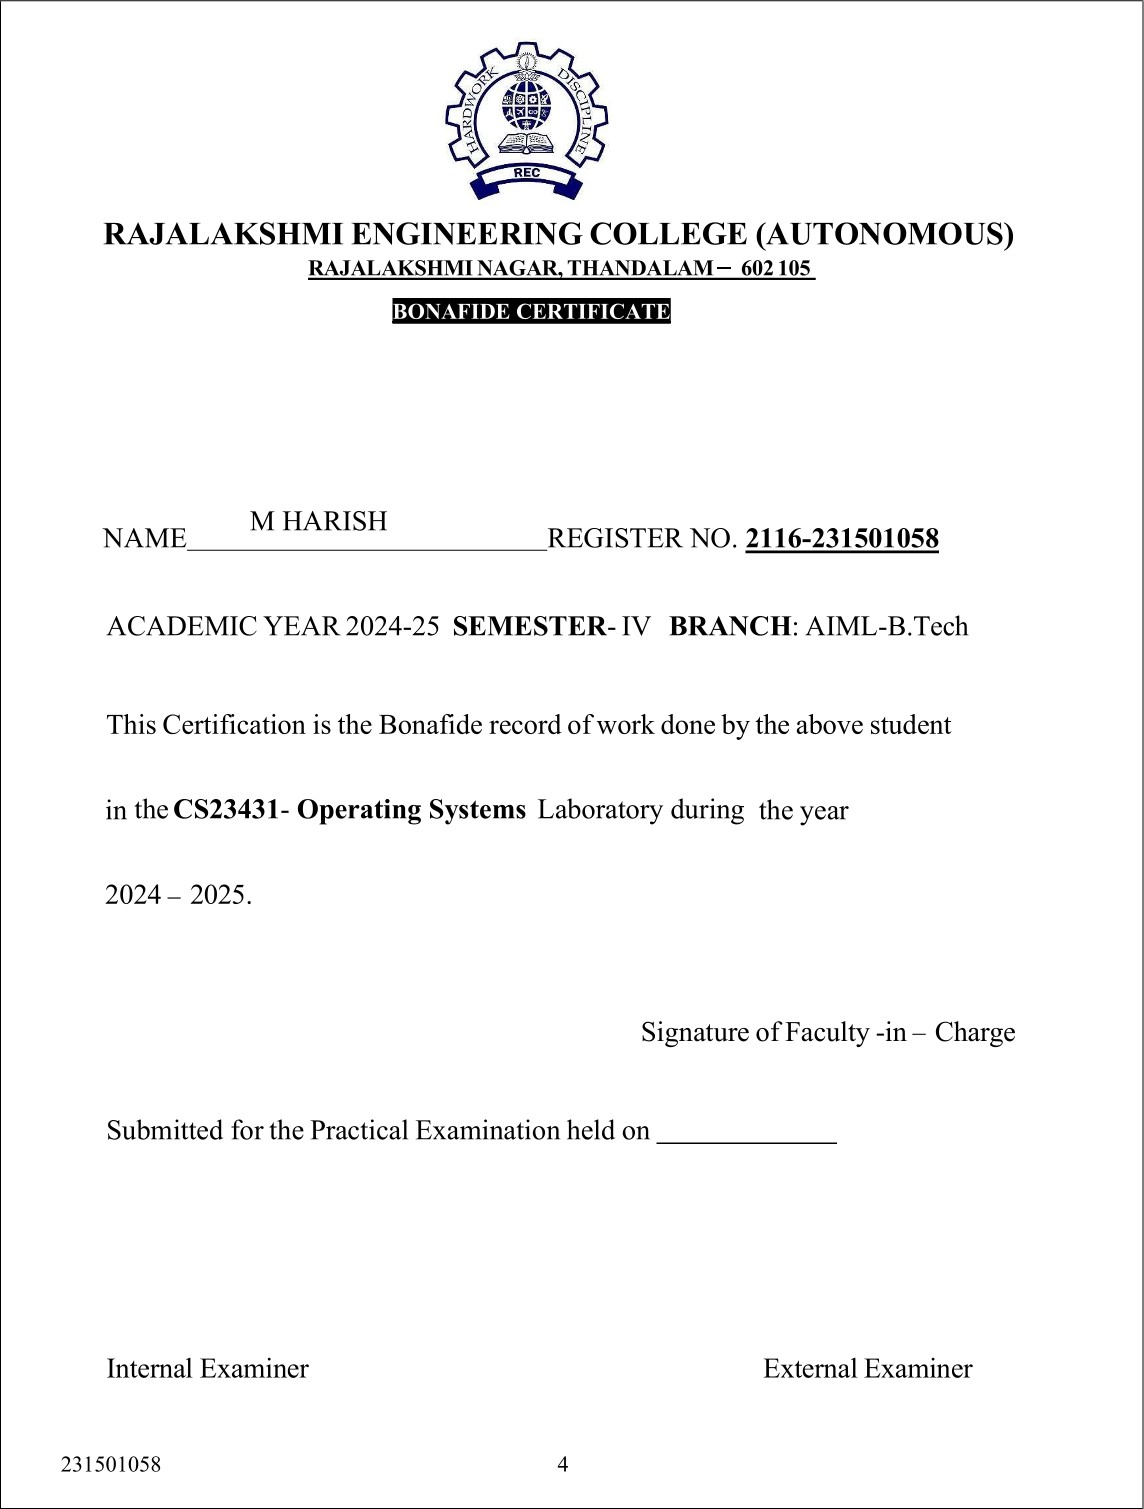 HARDWORK DISCIPLINE
REC
RAJALAKSHMI ENGINEERING COLLEGE (AUTONOMOUS)
RAJALAKSHMI NAGAR, THANDALAM – 602 105
BONAFIDE CERTIFICATE
M HARISH
NAME_________________________REGISTER NO. 2116-231501058
ACADEMIC YEAR 2024-25 SEMESTER- IV BRANCH: AIML-B.Tech
This Certification is the Bonafide record of work done by the above student
in the CS23431- Operating Systems Laboratory during the year
2024 – 2025.
Signature of Faculty -in – Charge
Submitted for the Practical Examination held on _____________
Internal Examiner External Examiner
231501058 4